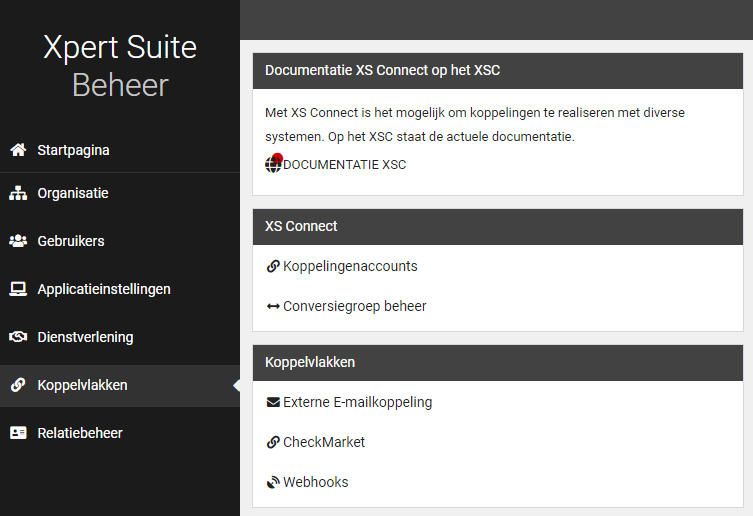 Xpert Suite
Beheer
Startpagina
Organisatie
Gebruikers
Applicatieinstellingen
Dienstverlening
Koppelvlakken
Relatiebeheer
Documentatie XS Connect op het XSC
Met XS Connect is het mogelijk om koppelingen te realiseren met diverse
systemen. Op het XSC staat de actuele documentatie.
DOCUMENTATIE XSC
XS Connect
Koppelingenaccounts
Conversiegroep beheer
Koppelvlakken
Externe E-mailkoppeling
CheckMarket
Webhooks